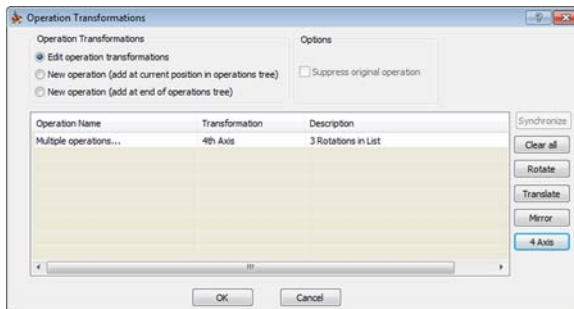 Operation Transformations
Operation Transformations
Edit operation transformations
New operation (add at current position in operations tree)
New operation (add at end of operations tree)
Options
Suppress original operation
Operation Name Transformation Description
Multiple operations... 4th Axis 3 Rotations in List
Synchronize
Clear all
Rotate
Translate
Mirror
4 Axis
OK Cancel